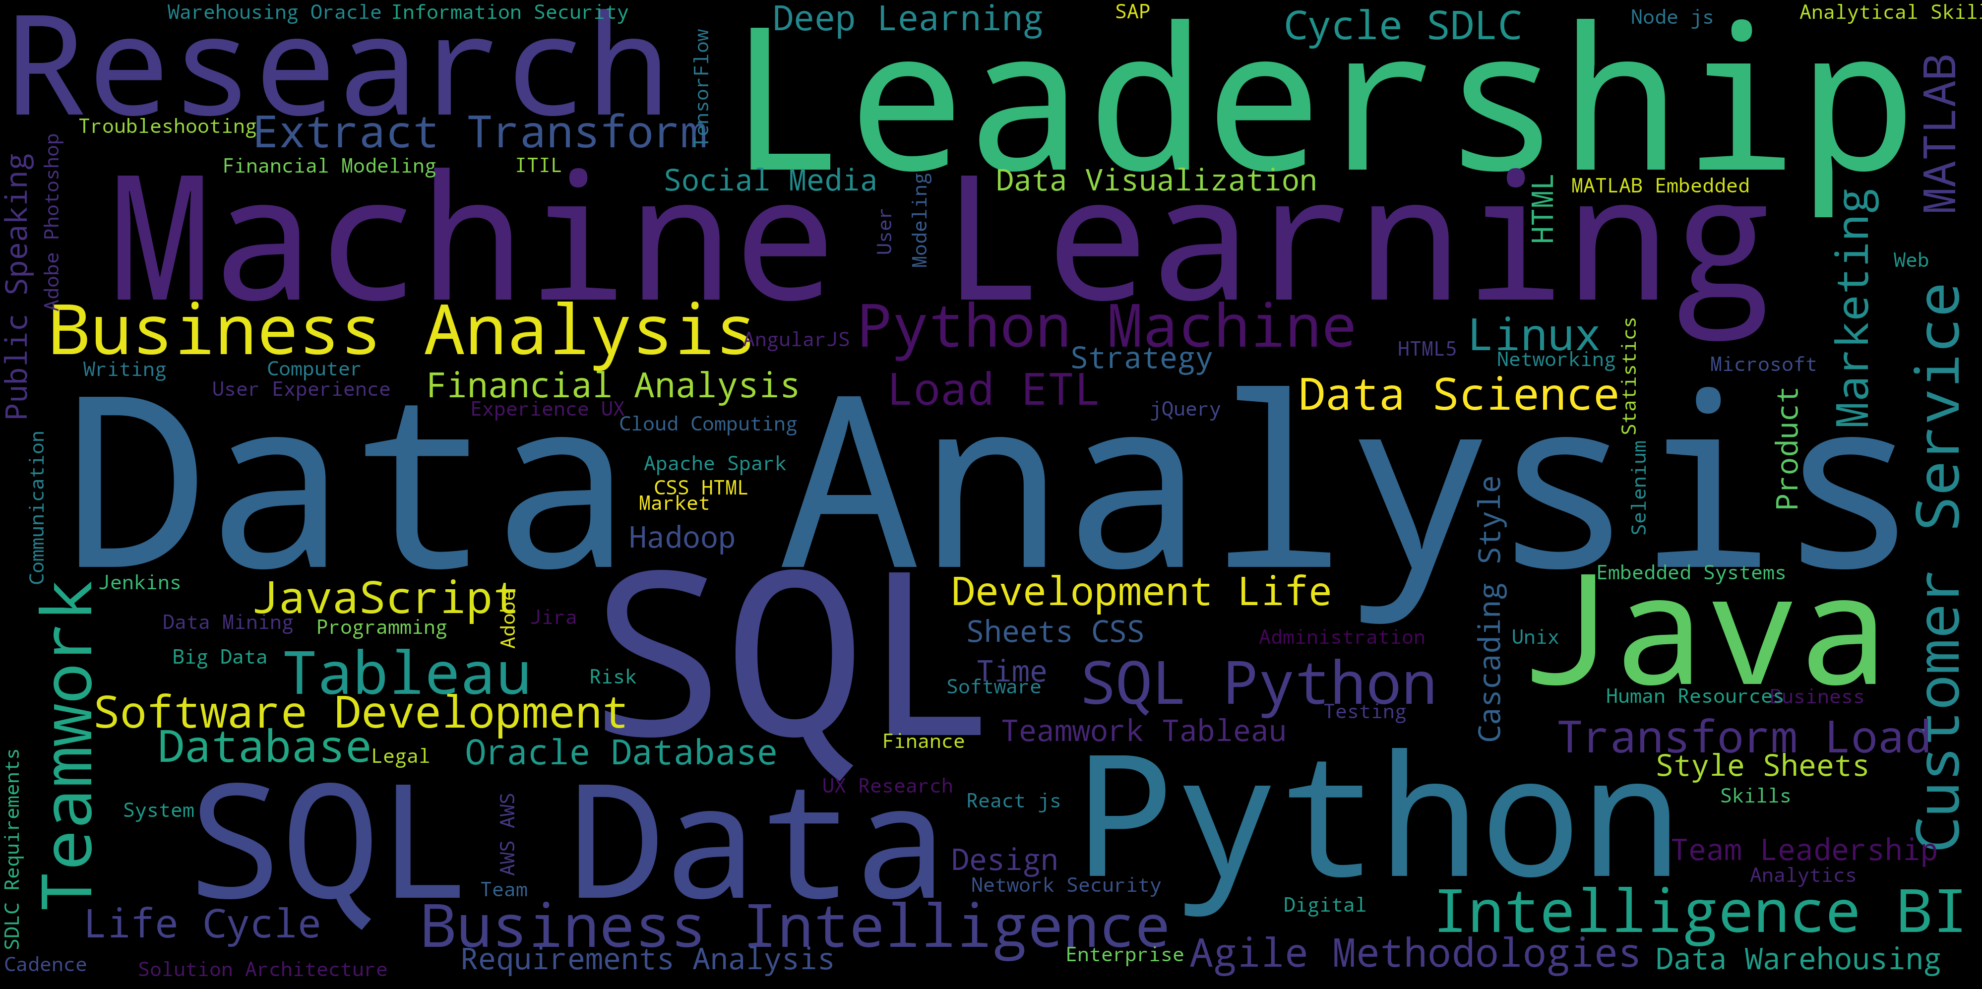 Warehousing Oracle
Information Security
Deep Learning
SAP
Cycle SDLC
Node js
Analytical Skil
Research
Leadership
TensorFlow
MATLAB
Troubleshooting
Extract Transform
Financial Modeling
ITIL
Social Media
Data Visualization
HTML
MATLAB Embedded
Public Speaking
Adobe Photoshop
Machine Learning
User
Modeling
Marketing
Web
Business Analysis
AngularJS
Python Machine
HTML5
Linux
Statistics
Customer Service
Writing
Computer
Strategy
Networking
Microsoft
User Experience
Financial Analysis
Load ETL
Data Science
Product
Experience UX
jQuery
Cloud Computing
Data Analysis
Communication
Apache Spark
CSS HTML
Market
Hadoop
Selenium
Cascading Style
Jenkins
JavaScript
Adobe
SQL
Development Life
Embedded Systems
Java
Teamwork
Data Mining
Programming
Jira
Sheets CSS
Administration
Unix
Big Data
Tableau
Risk
Time
Software
SQL Python
Human Resources
Business
Software Development
Testing
Teamwork Tableau
Transform Load
Database
Legal
Oracle Database
Finance
Style Sheets
SDLC Requirements
UX Research
Python
Skills
System
SQL Data
AWS AWS
React js
Design
Team Leadership
Team
Network Security
Analytics
Life Cycle
Business Intelligence
Digital
Intelligence BI
Cadence
Solution Architecture
Requirements Analysis
Enterprise
Agile Methodologies
Data Warehousing